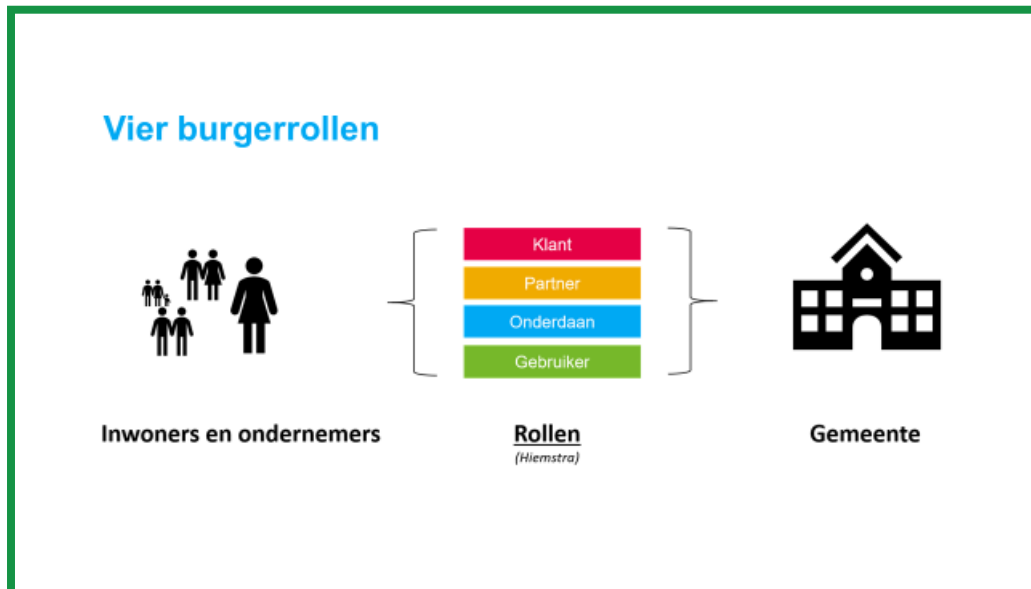 Vier burgerrollen
Klant
Partner
Onderdaan
Gebruiker
Inwoners en ondernemers
Rollen
(Hiemstra)
Gemeente